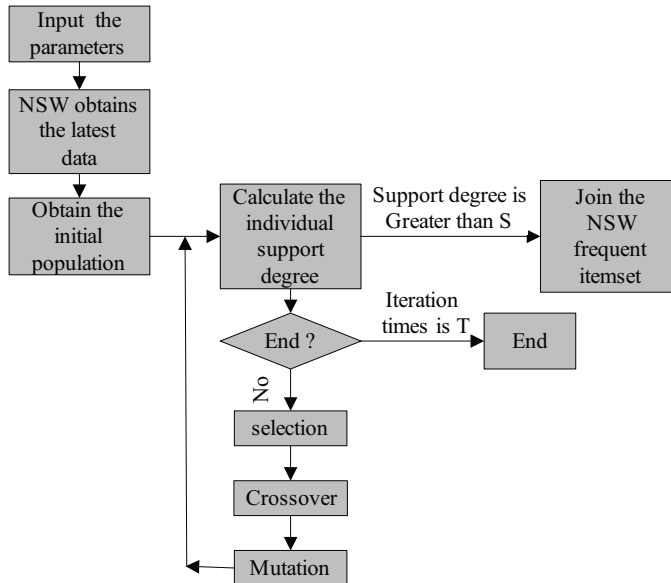 Input the
parameters
NSW obtains
the latest
data
Obtain the
initial
population
Calculate the
individual
support
degree
Support degree is
Greater than S
Join the
NSW
frequent
itemset
End ?
Iteration
times is T
End
No
selection
Crossover
Mutation